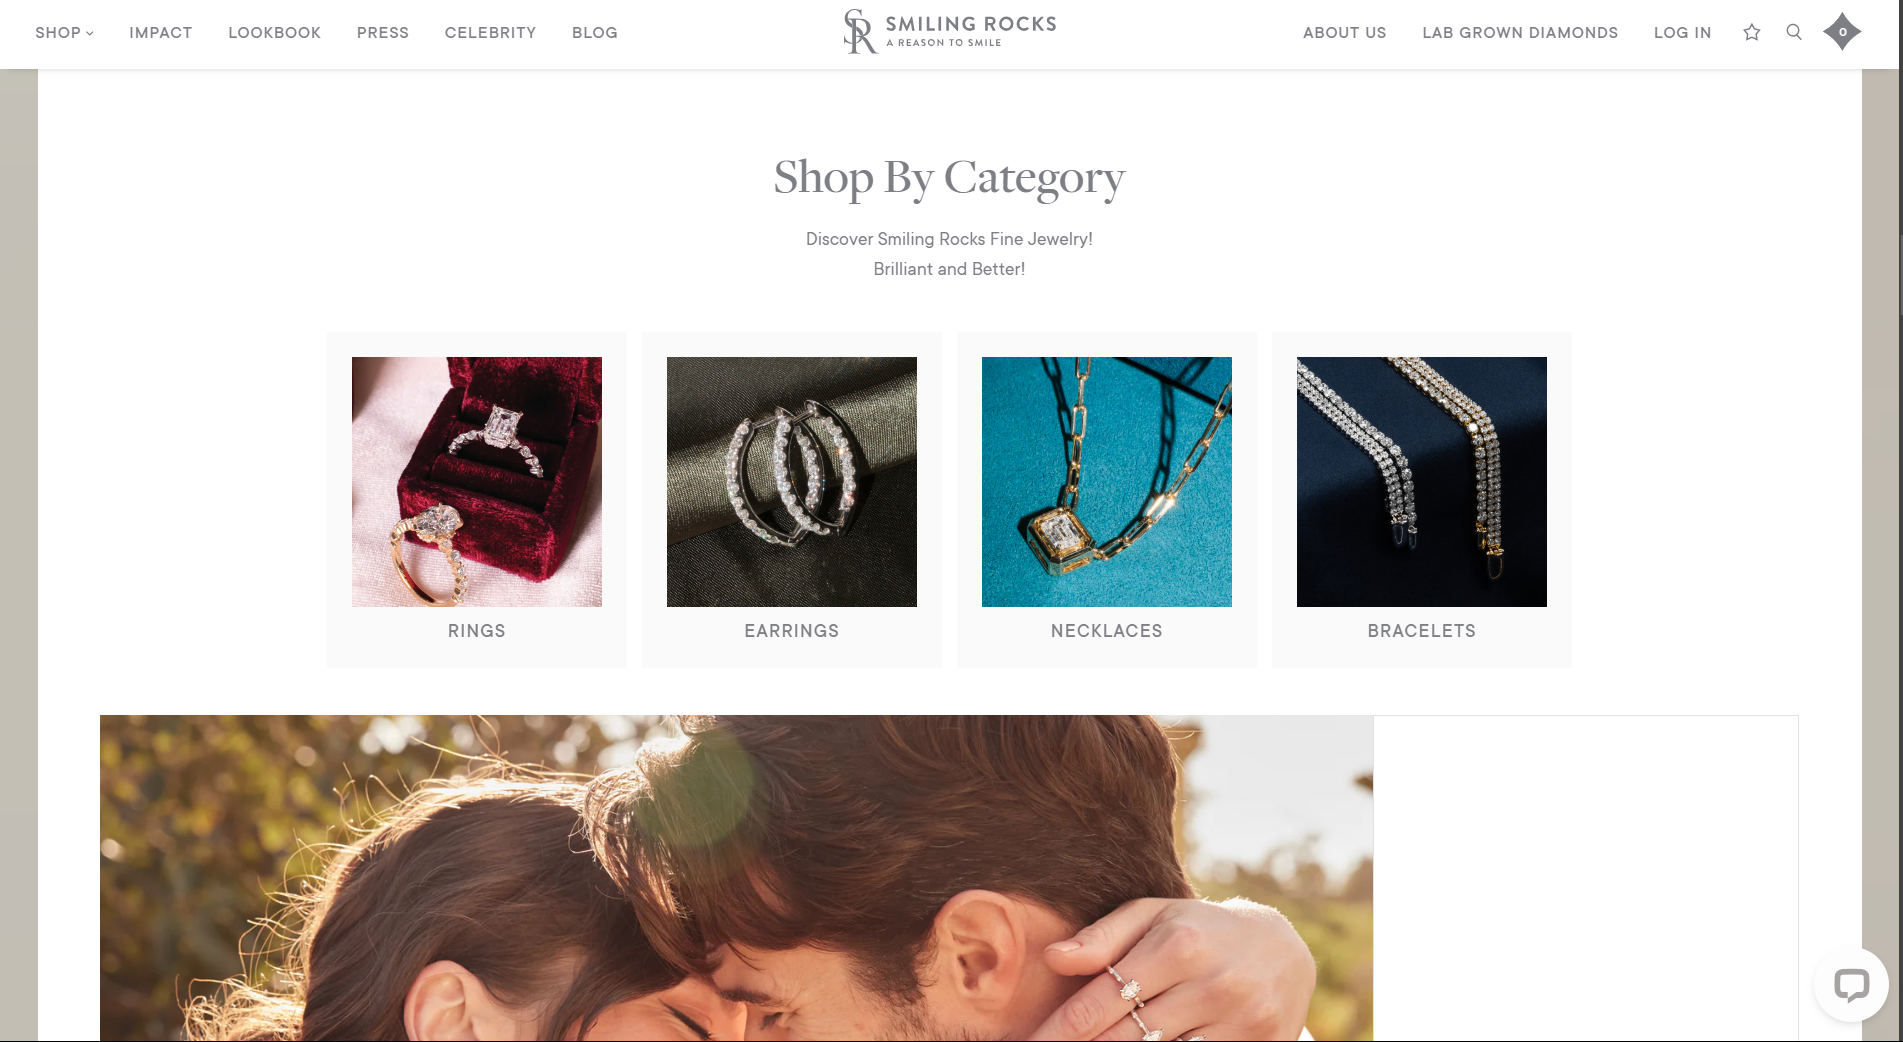 SHOP
IMPACT
LOOKBOOK
PRESS
CELEBRITY
BLOG
SR
SMILING ROCKS
A REASON TO SMILE
ABOUT US
LAB GROWN DIAMONDS
LOG IN
0
Shop By Category
Discover Smiling Rocks Fine Jewelry!
Brilliant and Better!
RINGS
EARRINGS
NECKLACES
BRACELETS